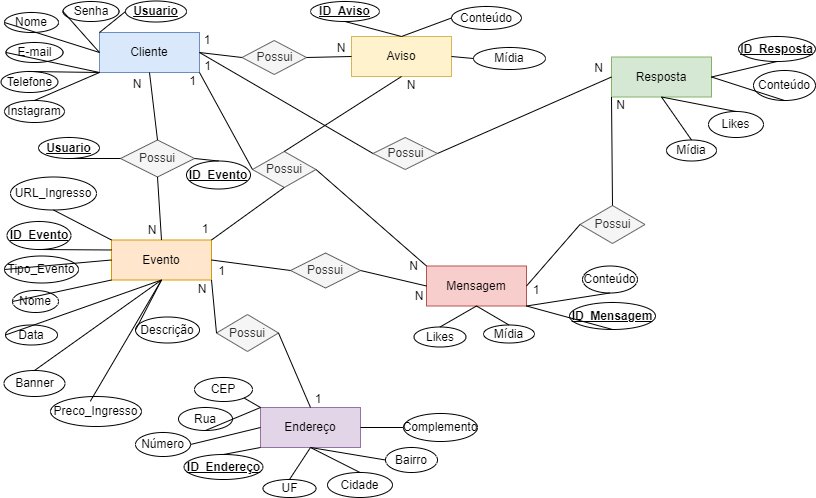 Senha
Usuario
ID_Aviso
Conteúdo
Nome
Cliente
1
N
Aviso
Possui
Mídia
ID_Resposta
E-mail
1
N
Resposta
Conteúdo
Telefone
N
1
N
N
Instagram
Likes
Usuario
Possui
Possui
Mídia
ID_Evento
Possui
URL_Ingresso
ID_Evento
N
1
Possui
Evento
Tipo_Evento
1
Possui
N
Mensagem
Conteúdo
Nome
N
N
1
ID_Mensagem
Data
Descrição
Possui
Likes
Mídia
Banner
CEP
1
Preco_Ingresso
Rua
Endereço
Complemento
Número
ID_Endereço
Bairro
UF
Cidade